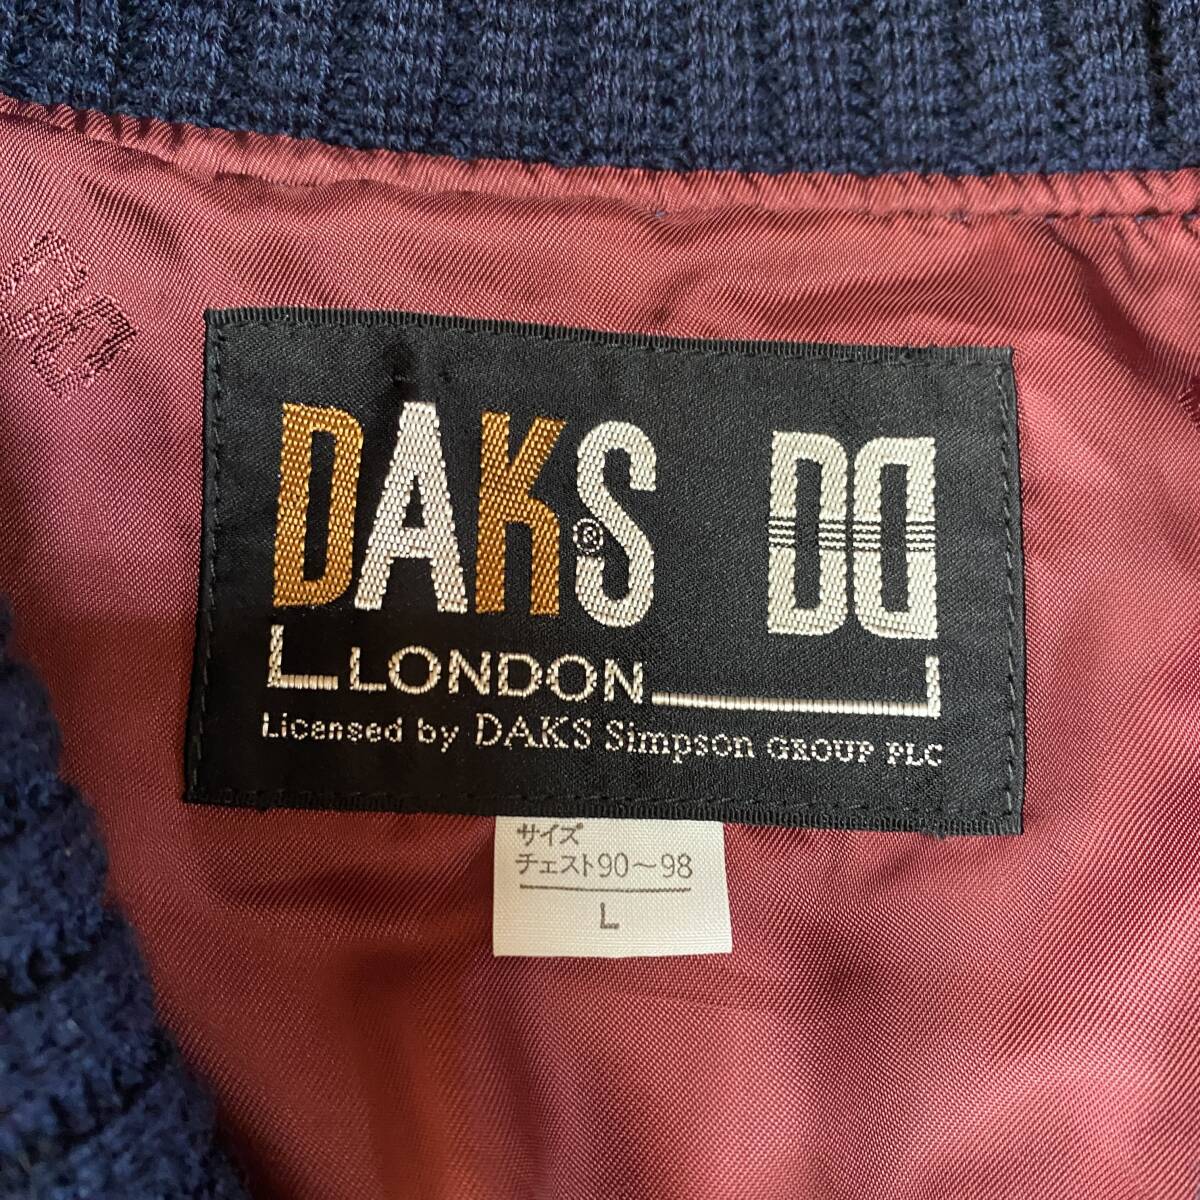 DAKS® DD
LONDON
Licensed by DAKS Simpson GROUP PLC
サイズ
チェスト90〜98
L